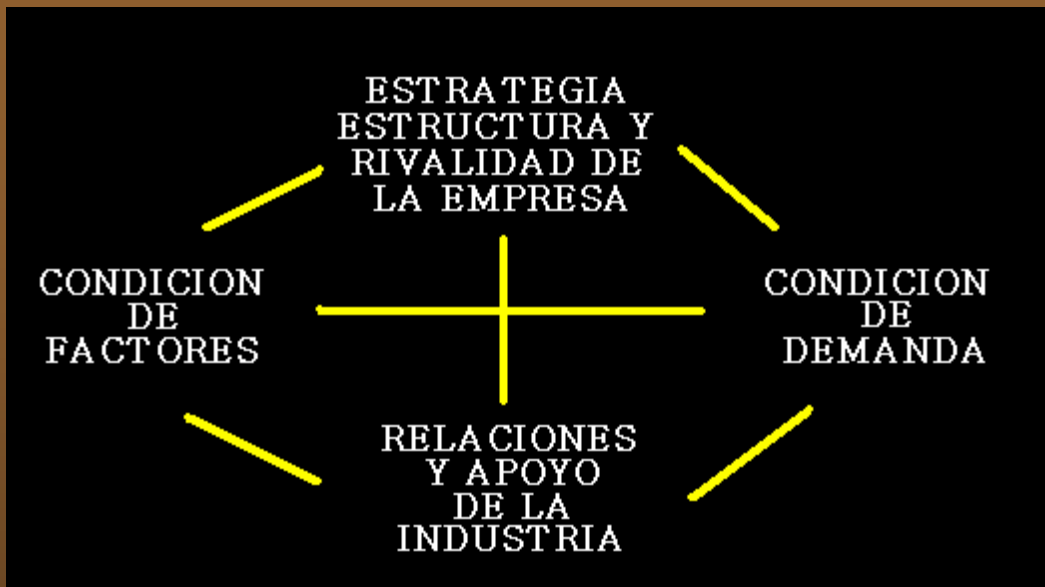 ESTRATEGIA
ESTRUCTURA Y
RIVALIDAD DE
LA EMPRESA
CONDICION
DE
FACTORES
CONDICION
DE
DEMANDA
RELACIONES
Y APOYO
DE LA
INDUSTRIA